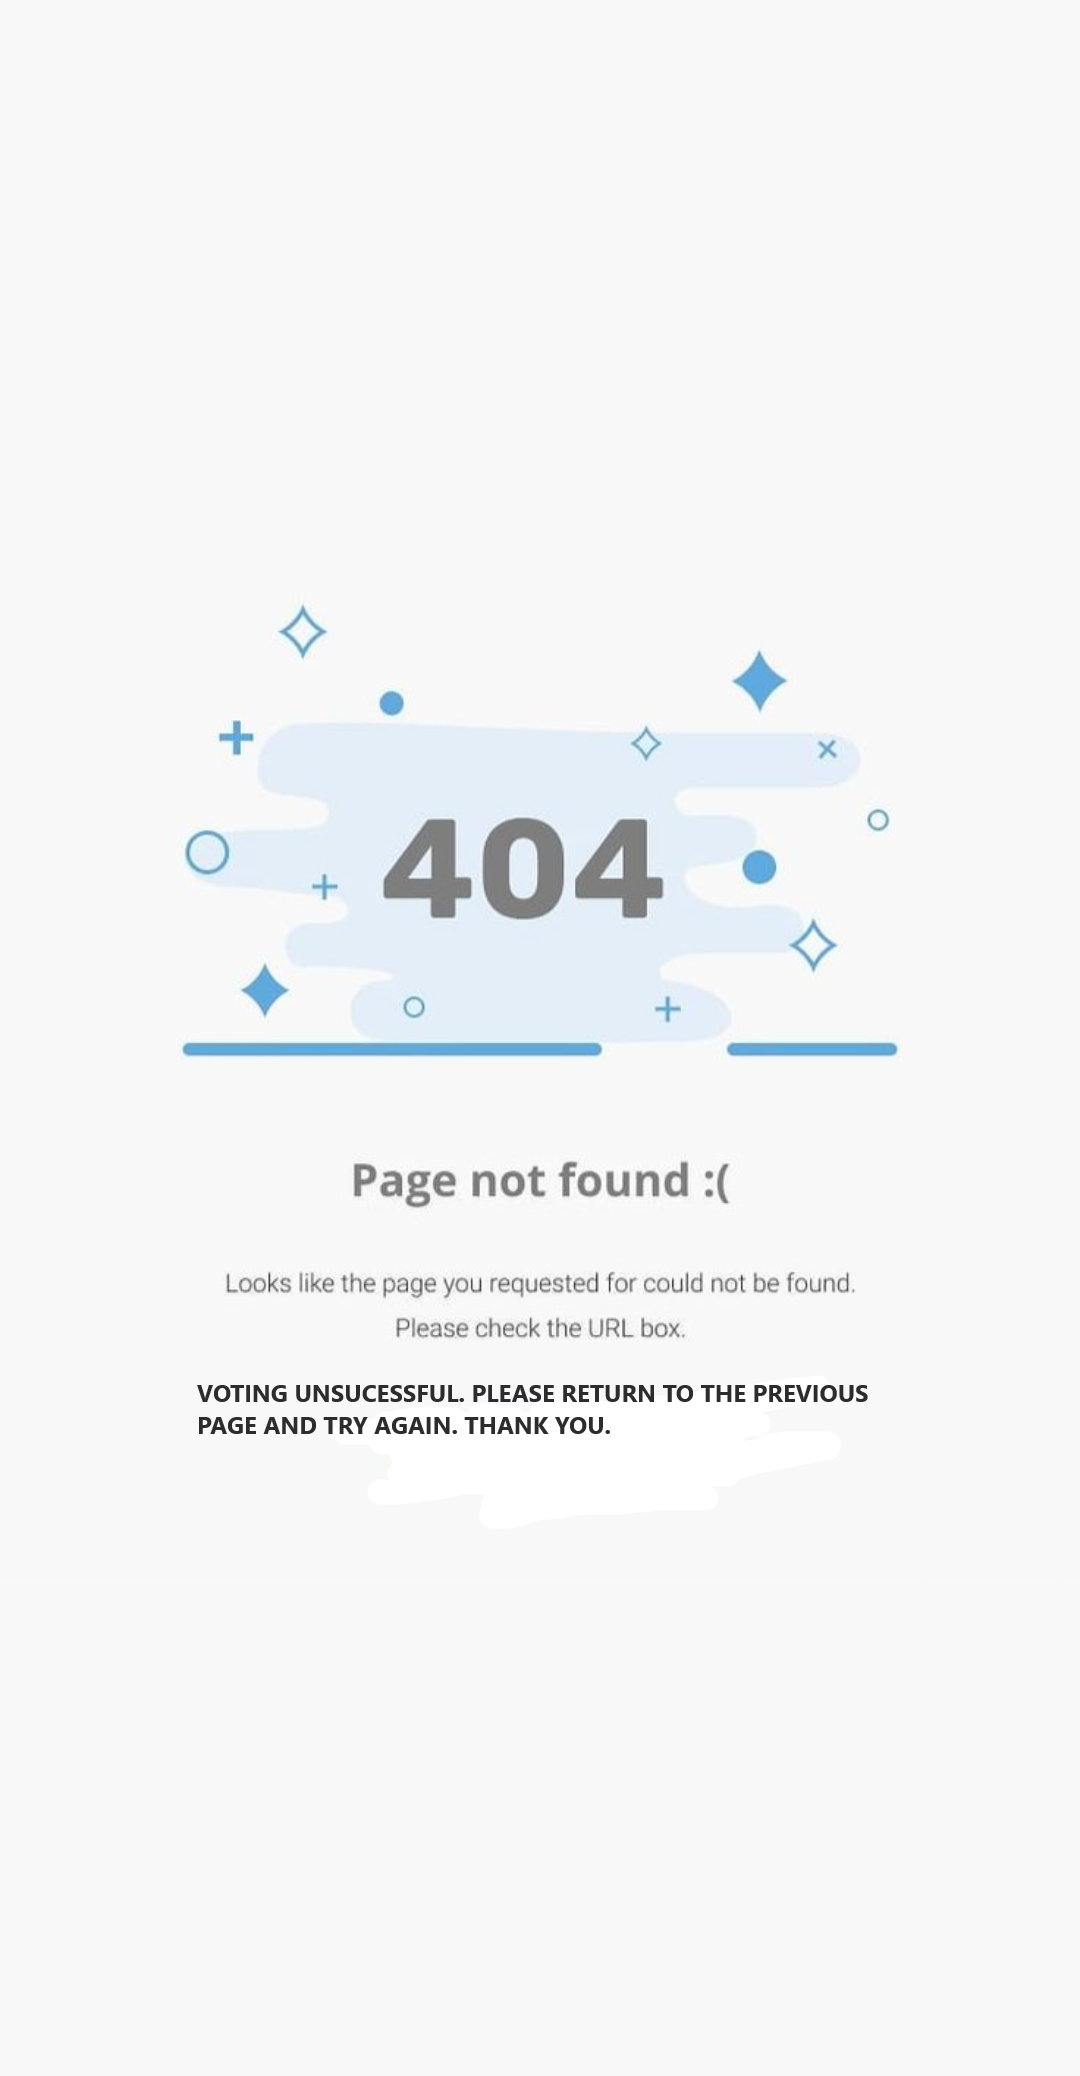 404
Page not found :(
Looks like the page you requested for could not be found.
Please check the URL box.
VOTING UNSUCESSFUL. PLEASE RETURN TO THE PREVIOUS
PAGE AND TRY AGAIN. THANK YOU.